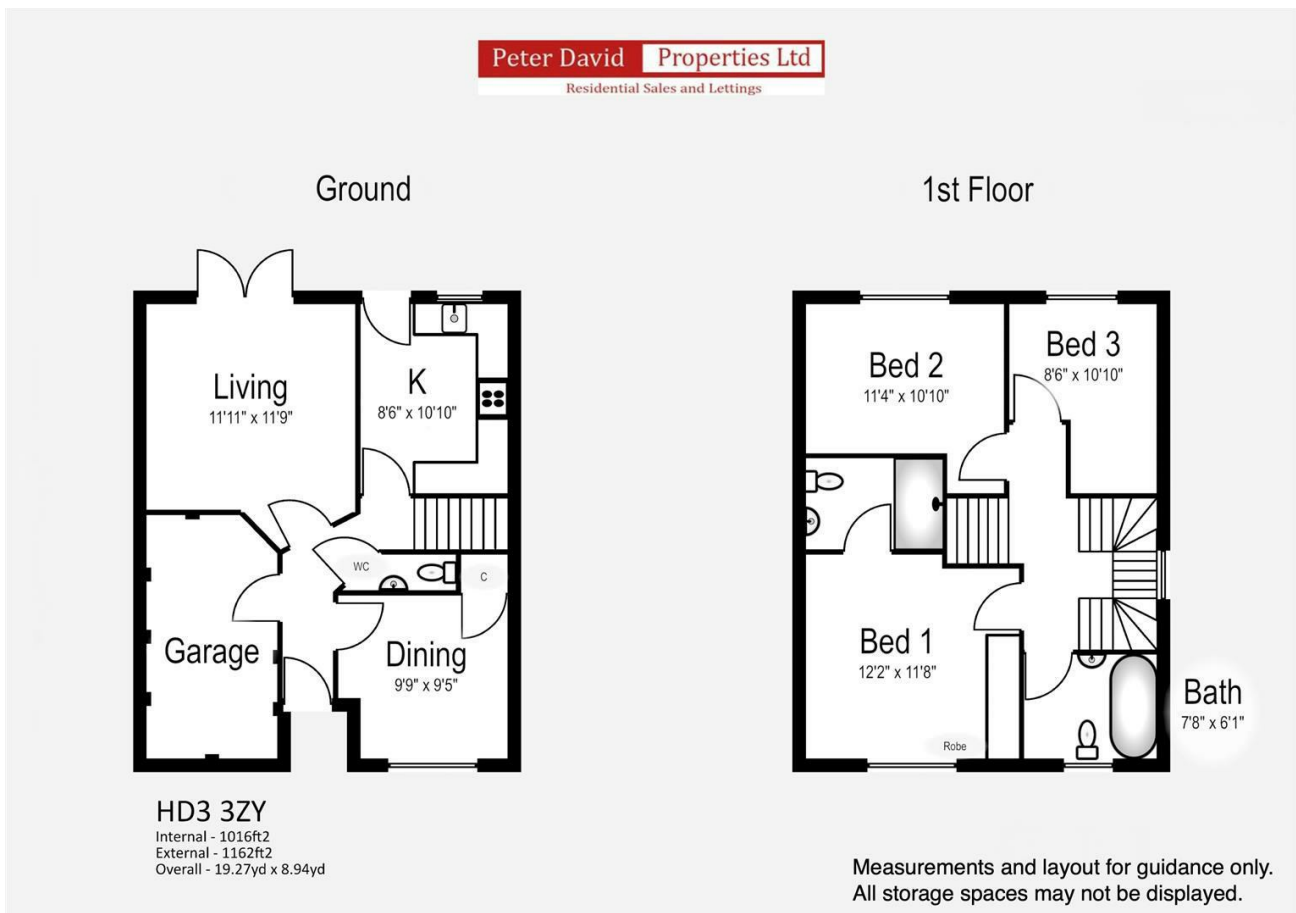 Peter David Properties Ltd
Residential Sales and Lettings
Ground
Living
11'11" x 11'9"
K
8'6" x 10'10"
WC
C
Garage
Dining
9'9" x 9'5"
1st Floor
Bed 2
11'4" x 10'10"
Bed 3
8'6" x 10'10"
Bed 1
12'2" x 11'8"
Robe
Bath
7'8" x 6'1"
HD3 3ZY
Internal - 1016ft2
External - 1162ft2
Overall - 19.27yd x 8.94yd
Measurements and layout for guidance only.
All storage spaces may not be displayed.